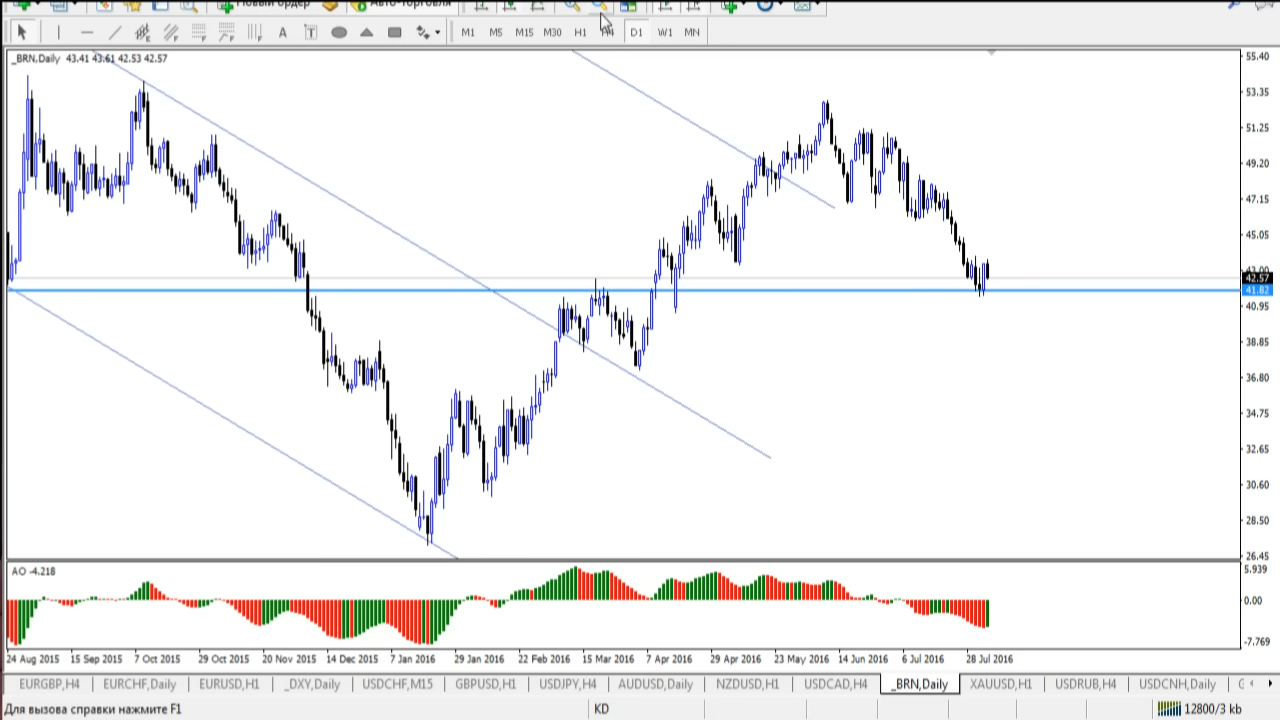 Новый ордер Авто-торговля
A T M1 M5 M15 M30 H1 H4 D1 W1 MN
_BRN,Daily 43.41 43.61 42.53 42.57
55.40
53.35
51.25
49.20
47.15
45.05
43.00
42.57
41.82
40.95
38.85
36.80
34.75
32.65
30.60
28.50
26.45
AO -4.218
5.939
0.00
-7.769
24 Aug 2015 15 Sep 2015 7 Oct 2015 29 Oct 2015 20 Nov 2015 14 Dec 2015 7 Jan 2016 29 Jan 2016 22 Feb 2016 15 Mar 2016 7 Apr 2016 29 Apr 2016 23 May 2016 14 Jun 2016 6 Jul 2016 28 Jul 2016
EURGBP,H4 EURCHF,Daily EURUSD,H1 _DXY,Daily USDCHF,M15 GBPUSD,H1 USDJPY,H4 AUDUSD,Daily NZDUSD,H1 USDCAD,H4 _BRN,Daily XAUUSD,H1 USDRUB,H4 USDCNH,Daily G
Для вызова справки нажмите F1 KD 12800/3 kb